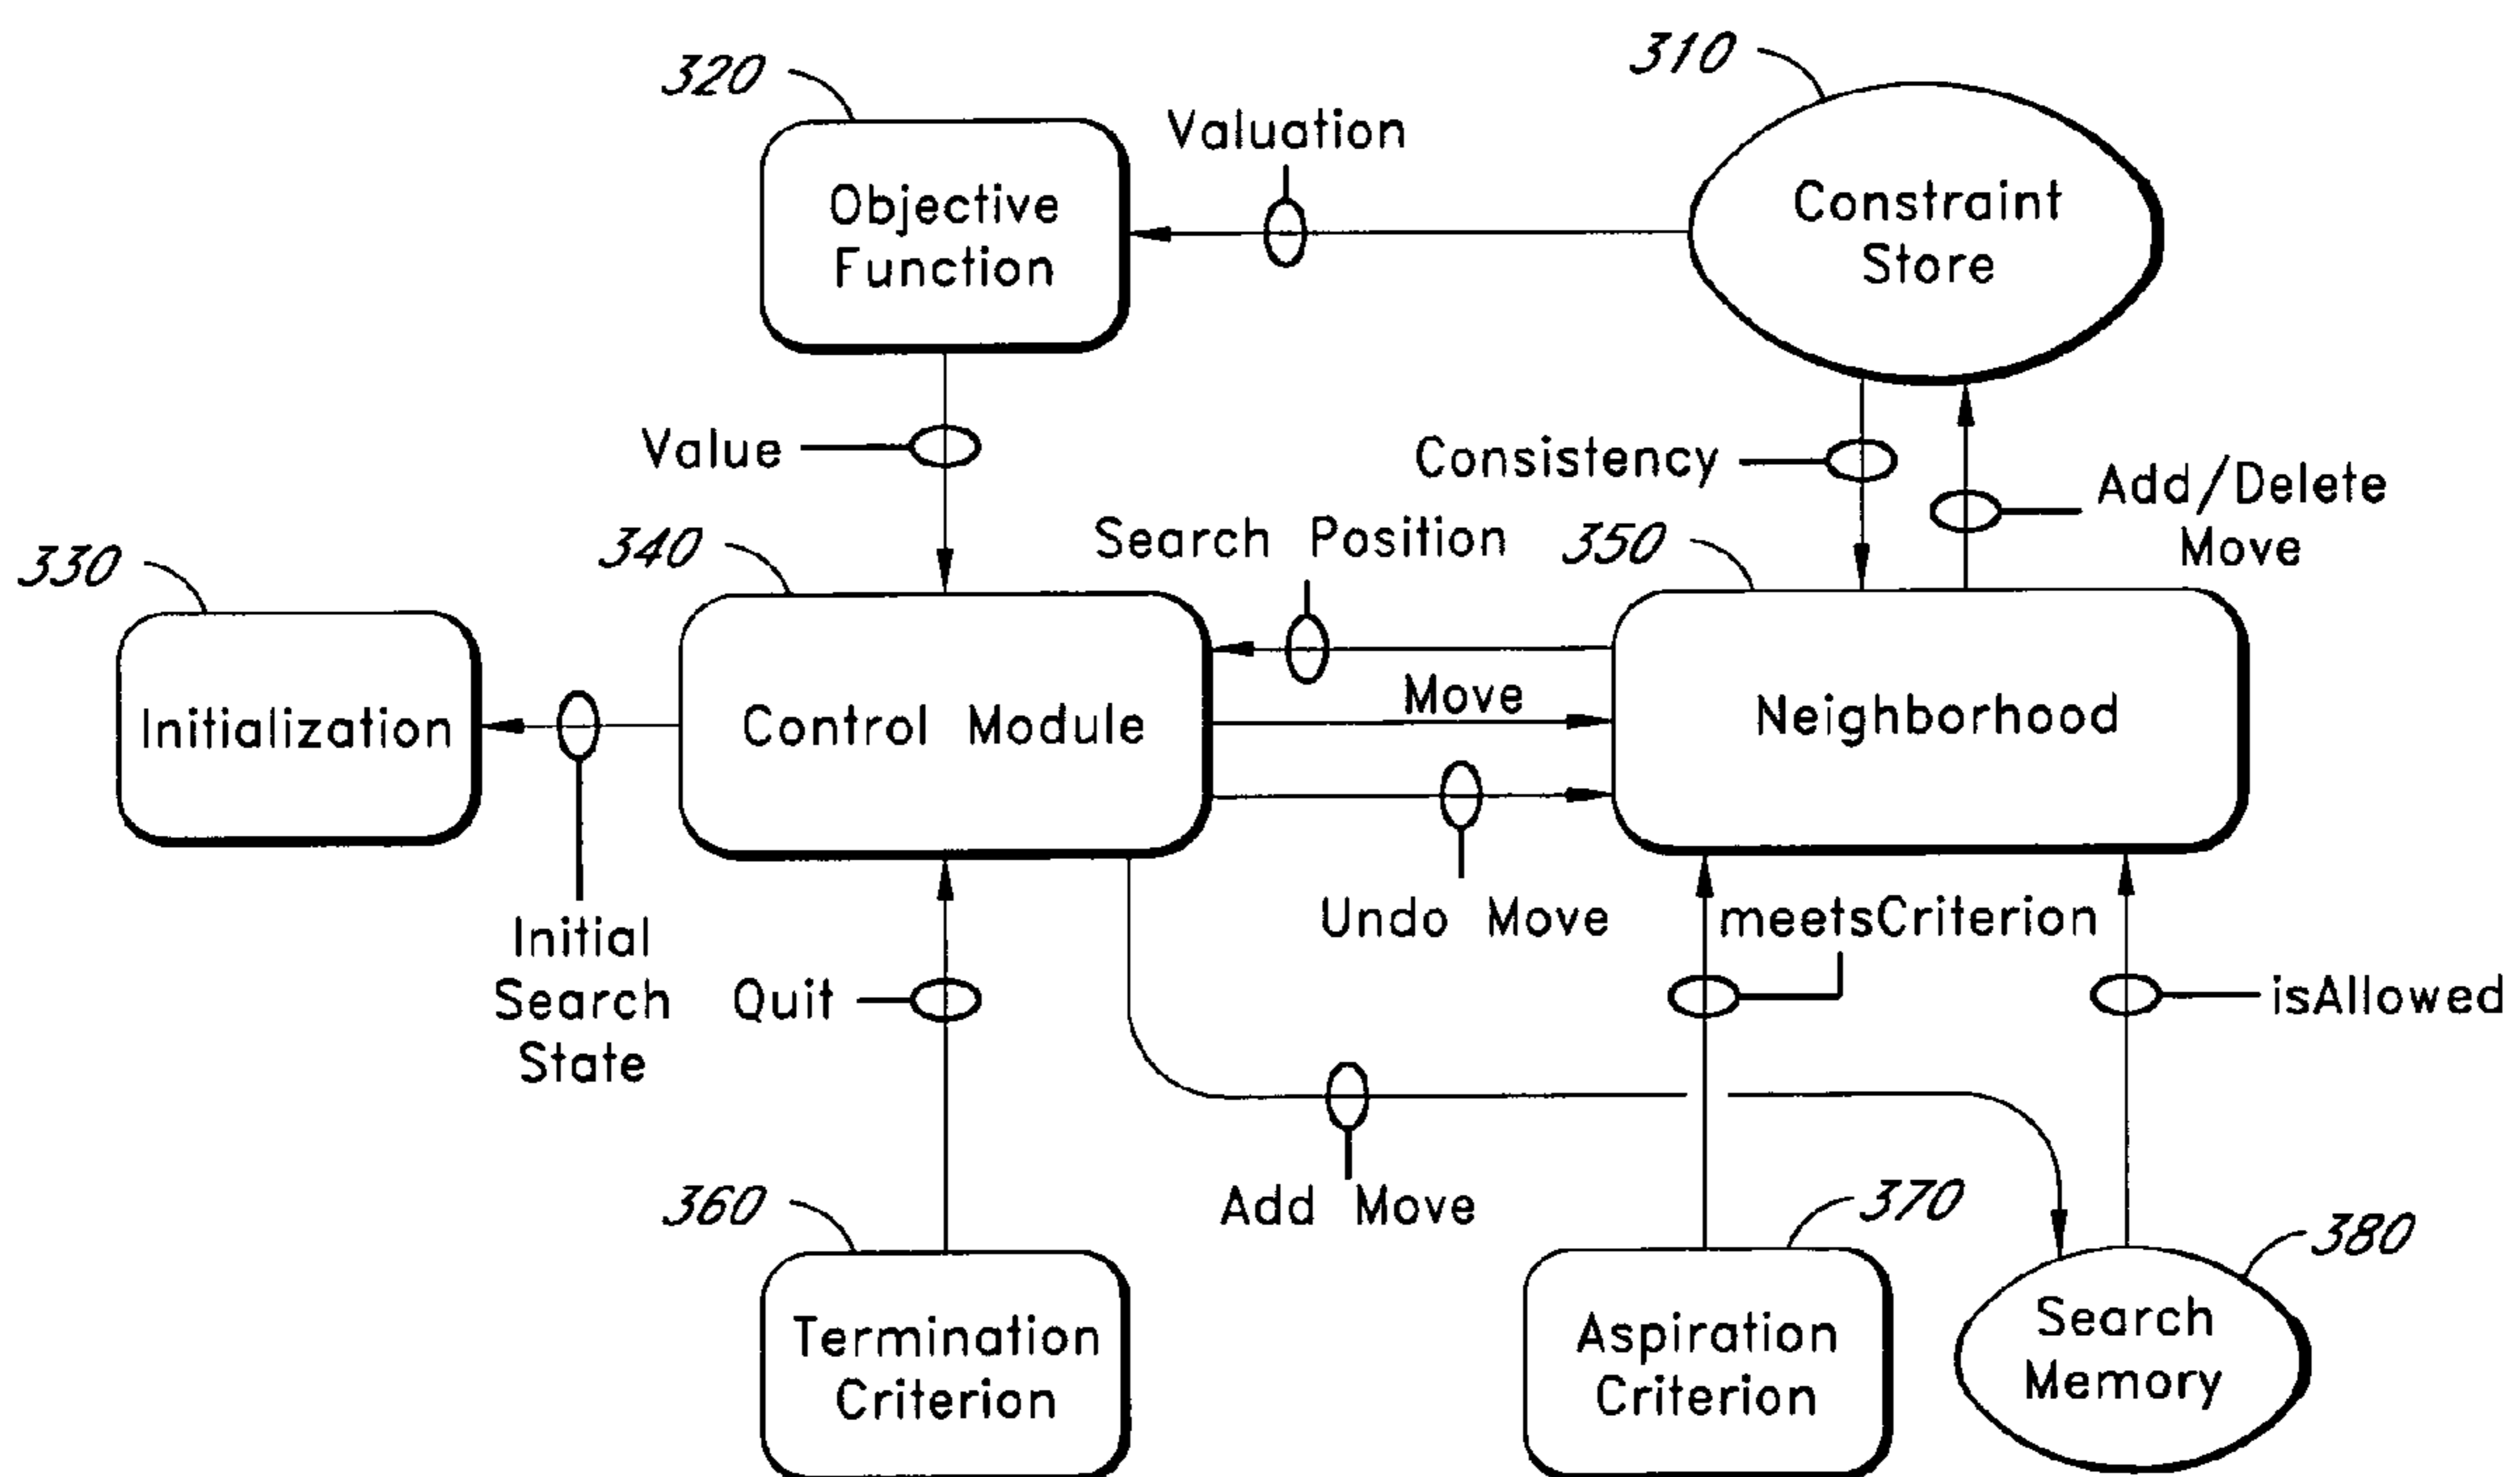 310
320
Valuation
Objective
Function
Constraint
Store
Value
Consistency
Add/Delete
Move
Search Position
350
340
330
Initialization
Control Module
Move
Neighborhood
Undo Move
meetsCriterion
Initial
Search
State
Quit
isAllowed
Add Move
360
370
380
Termination
Criterion
Aspiration
Criterion
Search
Memory